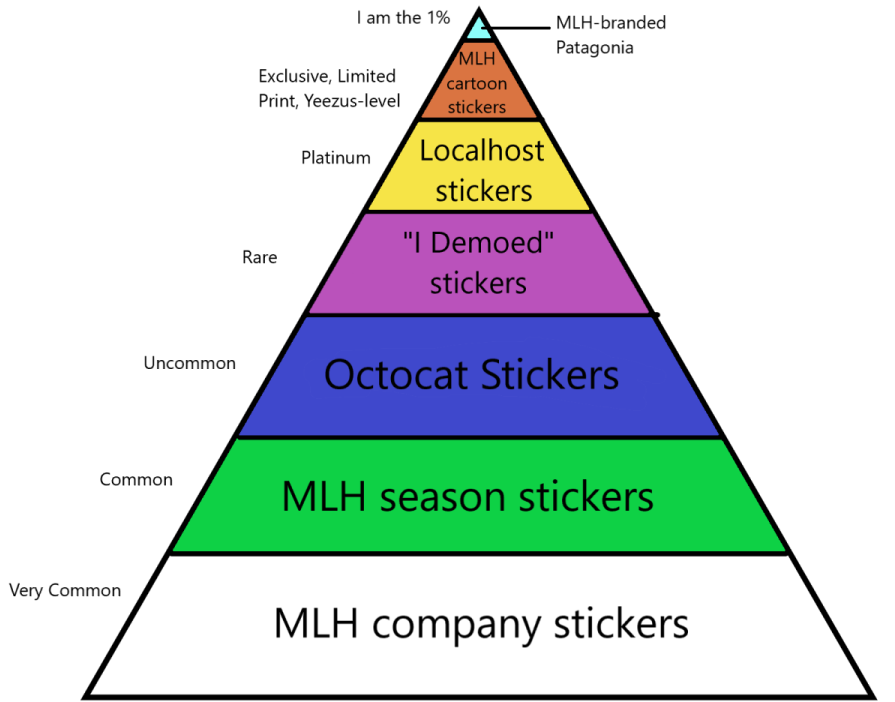 I am the 1%
MLH-branded
Patagonia
MLH
cartoon
stickers
Exclusive, Limited
Print, Yeezus-level
Localhost
stickers
Platinum
"I Demoed"
stickers
Rare
Octocat Stickers
Uncommon
MLH season stickers
Common
MLH company stickers
Very Common